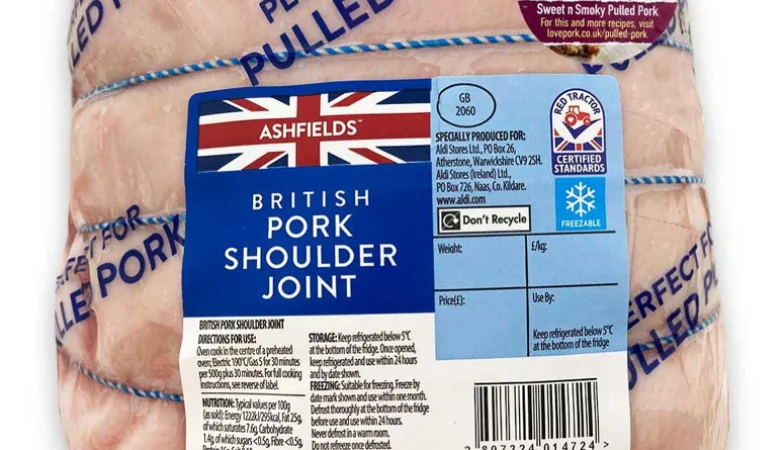 PULLED
Sweet n Smoky Pulled Pork
For this and more recipes, visit
lovepork.co.uk/pulled-pork
ASHFIELDS™
BRITISH
PORK
SHOULDER
JOINT
GB
2060
SPECIALLY PRODUCED FOR:
Aldi Stores Ltd., PO Box 26,
Atherstone, Warwickshire CV9 2SH.
Aldi Stores (Ireland) Ltd.,
PO Box 726, Naas, Co. Kildare.
www.aldi.com
RED TRACTOR
CERTIFIED
STANDARDS
FREEZABLE
Don't Recycle
Weight:
£/kg:
Price(£):
Use By:
Keep refrigerated below 5°C
at the bottom of the fridge
FOR
PORK
PERFECT
PULLED
BRITISH PORK SHOULDER JOINT
DIRECTIONS FOR USE:
Oven cook in the centre of a preheated
oven; Electric 190°C/Gas 5 for 30 minutes
per 500g plus 30 minutes. For full cooking
instructions, see reverse of label.
NUTRITION: Typical values per 100g
(as sold): Energy 1222kJ/295kcal, Fat 25g,
of which saturates 7.6g, Carbohydrate
1.4g, of which sugars <0.5g, Fibre <0.5g,
STORAGE: Keep refrigerated below 5°C
at the bottom of the fridge. Once opened,
keep refrigerated and use within 24 hours
and by date shown.
FREEZING: Suitable for freezing. Freeze by
date mark shown and use within one month.
Defrost thoroughly at the bottom of the fridge
before use and use within 24 hours.
Never defrost in a warm room.
Do not refreeze once defrosted.